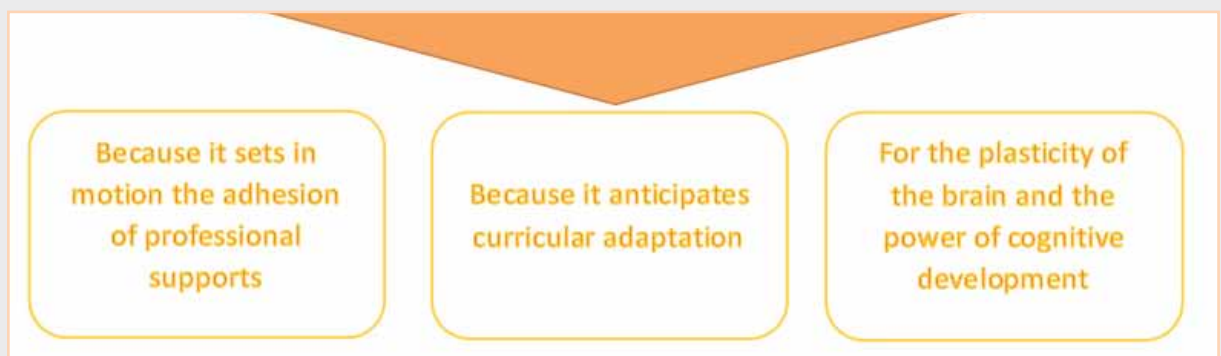 Because it sets in
motion the adhesion
of professional
supports
Because it anticipates
curricular adaptation
For the plasticity of
the brain and the
power of cognitive
development